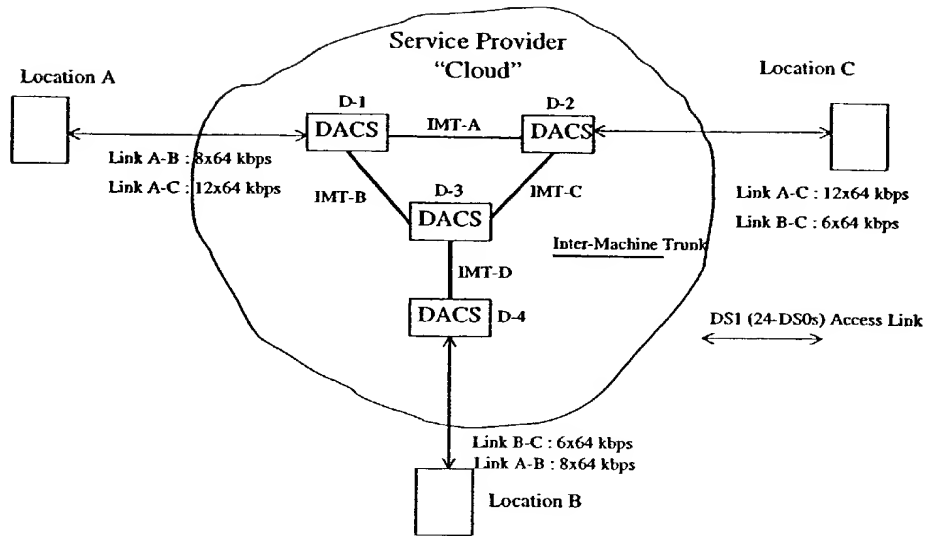 Service Provider
"Cloud"
Location A
Location C
D-1
D-2
DACS
IMT-A
DACS
Link A-B : 8x64 kbps
Link A-C : 12x64 kbps
IMT-B
D-3
IMT-C
DACS
Link A-C : 12x64 kbps
Link B-C : 6x64 kbps
Inter-Machine Trunk
IMT-D
DACS
D-4
DS1 (24-DS0s) Access Link
Link B-C : 6x64 kbps
Link A-B : 8x64 kbps
Location B